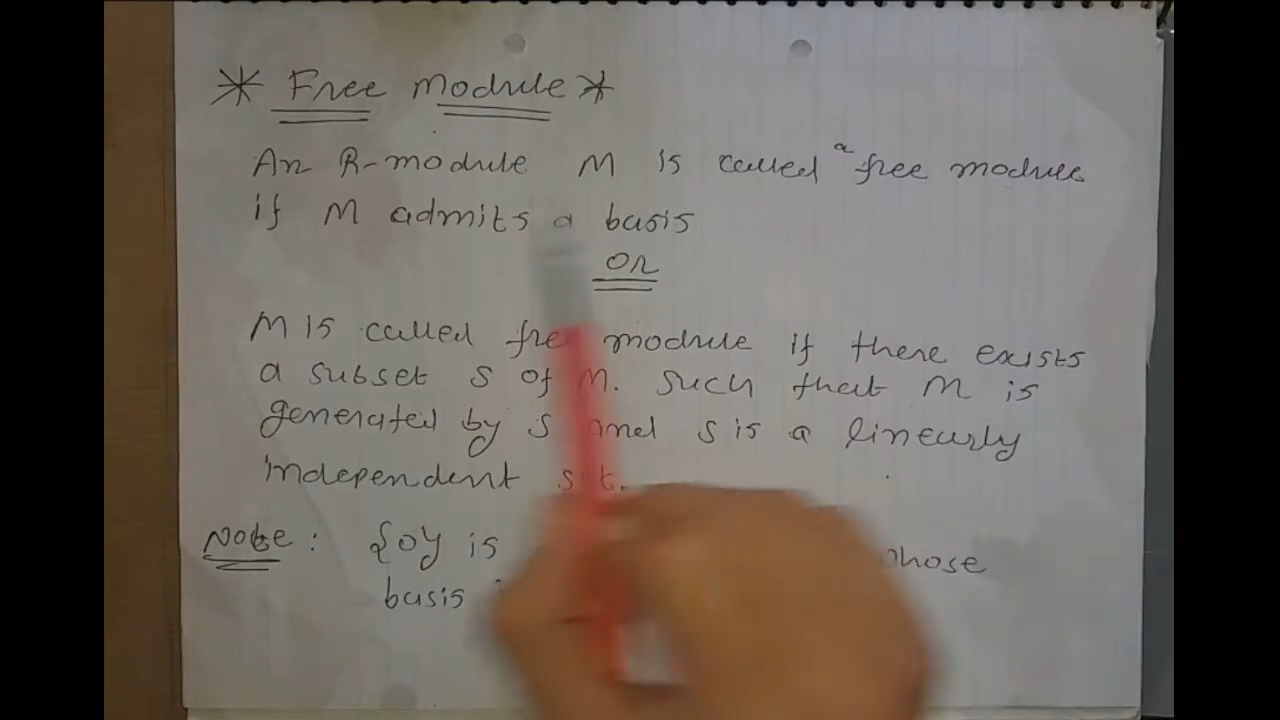 * Free module *
An R-module M is called a free module
if M admits a basis
OR
M is called free module if there exists
a subset S of M. such that M is
generated by S and S is a linearly
independent set.
Note: {0} is
basis